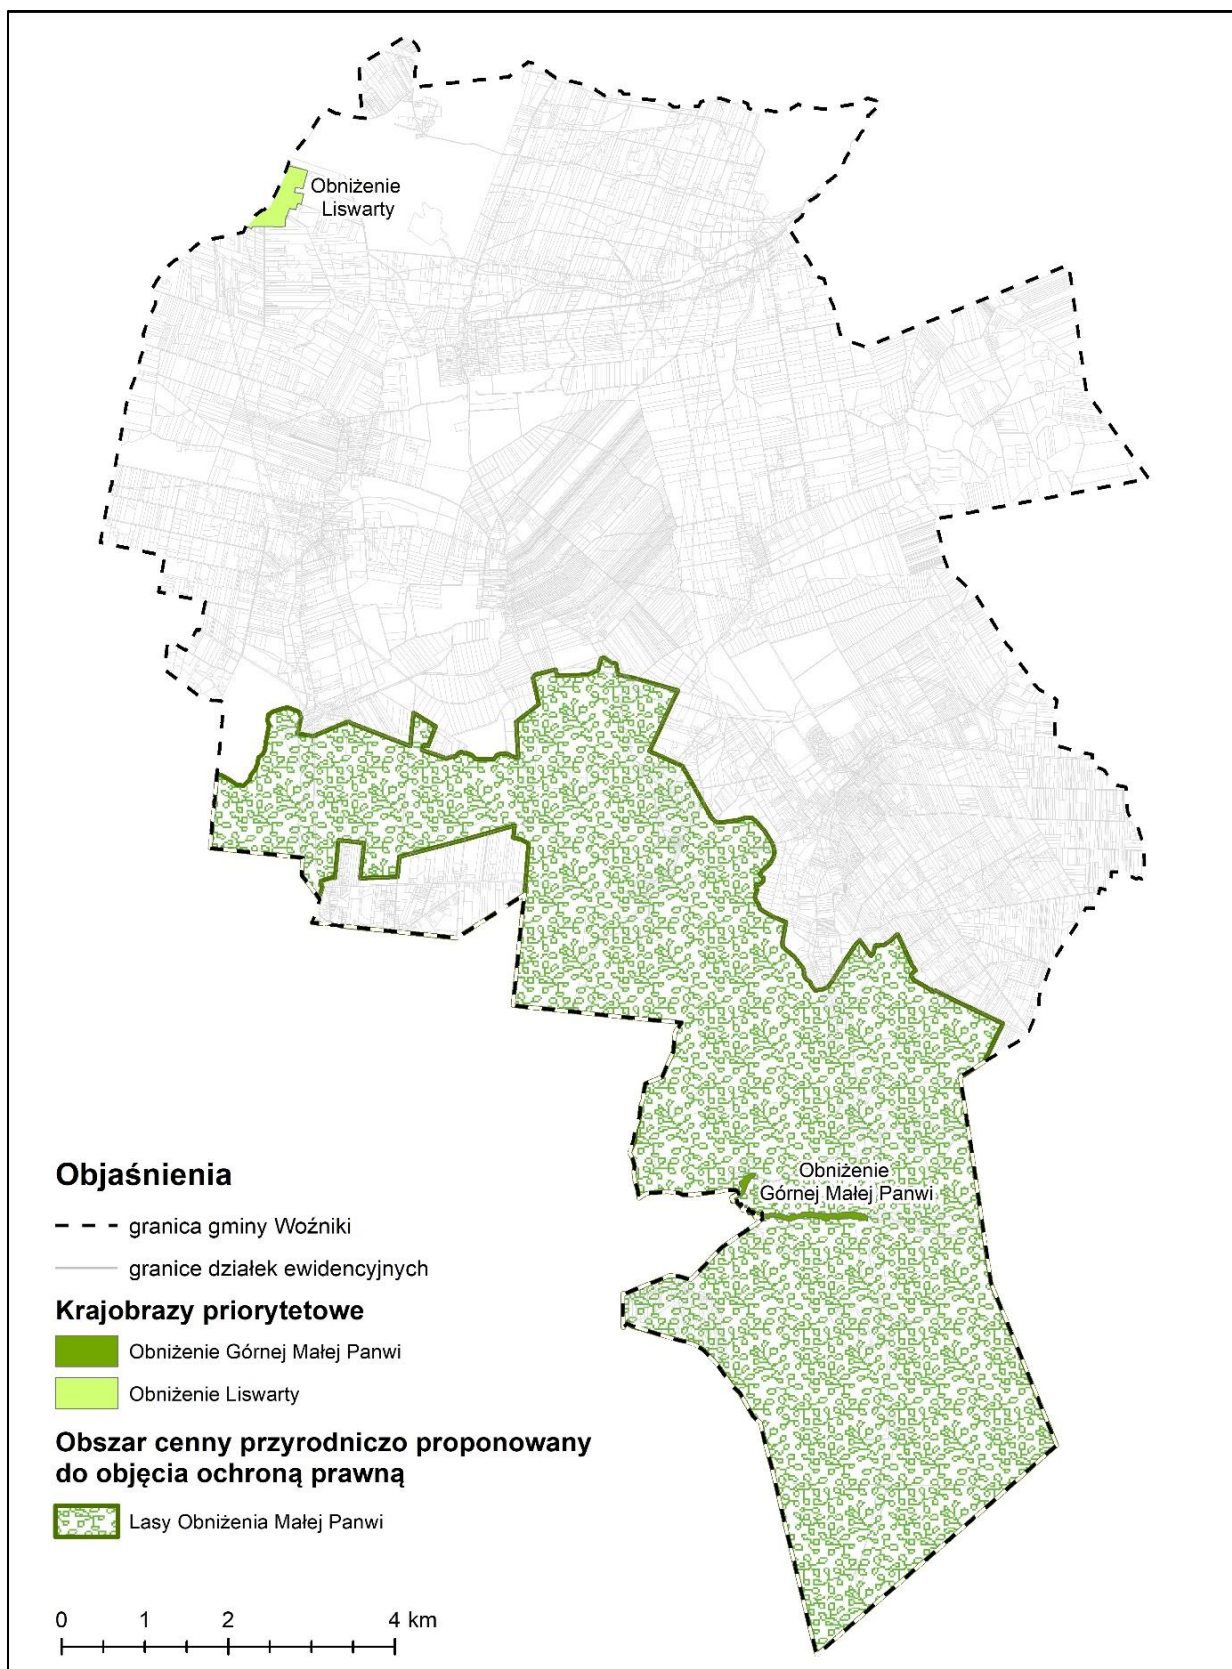 Obniżenie
Liswarty
Obniżenie
Górnej Małej Panwi
Objaśnienia
granica gminy Woźniki
granice działek ewidencyjnych
Krajobrazy priorytetowe
Obniżenie Górnej Małej Panwi
Obniżenie Liswarty
Obszar cenny przyrodniczo proponowany
do objęcia ochroną prawną
Lasy Obniżenia Małej Panwi
0 1 2 4 km